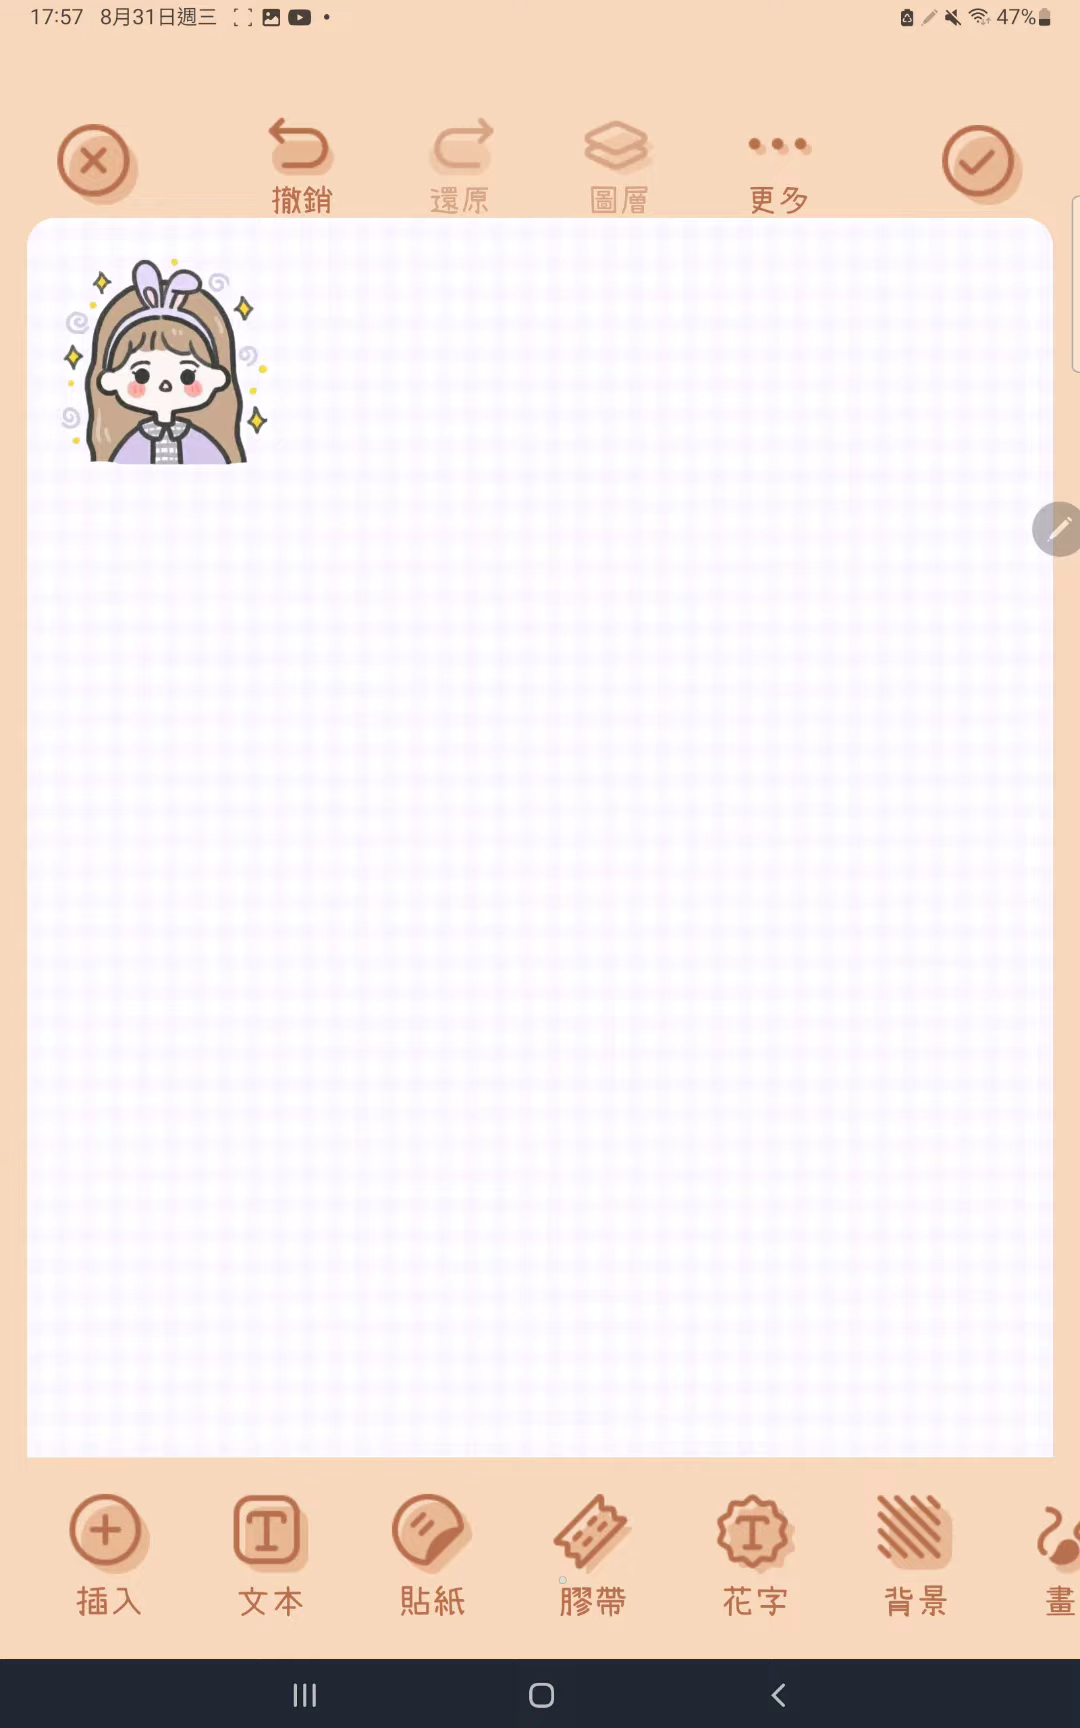 17:57 8月31日週三 47%
撤銷 還原 圖層 更多
插入 文本 貼紙 膠帶 花字 背景 畫